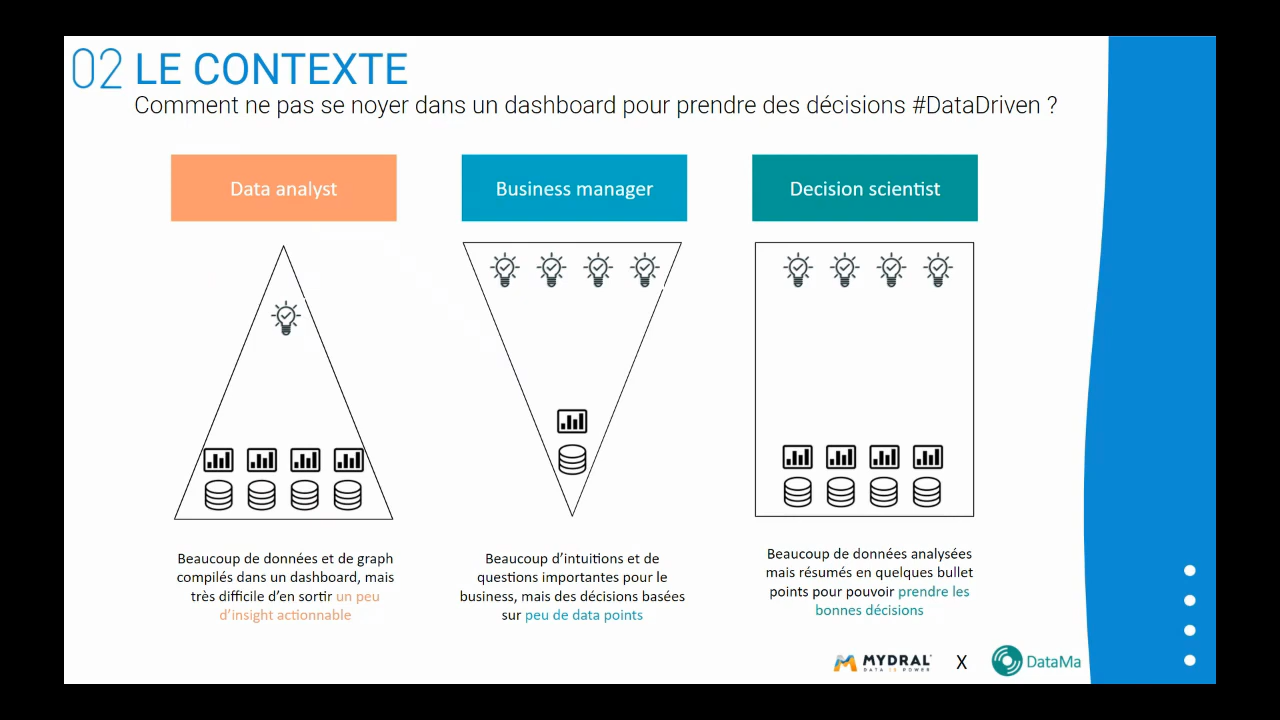 02 LE CONTEXTE
Comment ne pas se noyer dans un dashboard pour prendre des décisions #DataDriven ?
Data analyst
Business manager
Decision scientist
Beaucoup de données et de graph
compilés dans un dashboard, mais
très difficile d'en sortir un peu
d'insight actionnable
Beaucoup d'intuitions et de
questions importantes pour le
business, mais des décisions basées
sur peu de data points
Beaucoup de données analysées
mais résumés en quelques bullet
points pour pouvoir prendre les
bonnes décisions
MYDRAL
DATA IS POWER
X
DataMa